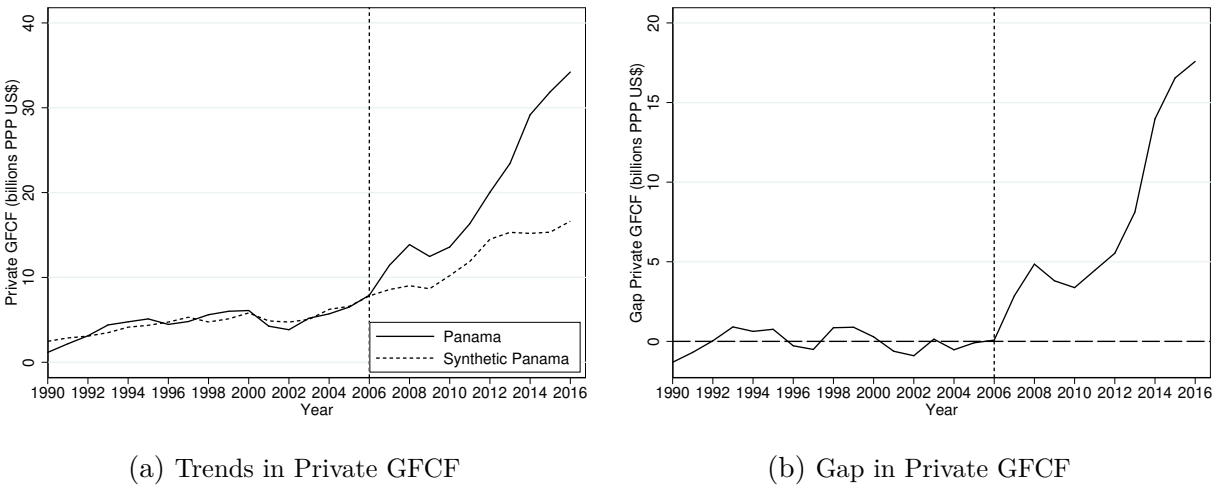 Private GFCF (billions PPP US$)
40
30
20
10
0
Panama
Synthetic Panama
1990 1992 1994 1996 1998 2000 2002 2004 2006 2008 2010 2012 2014 2016
Year
(a) Trends in Private GFCF
Gap Private GFCF (billions PPP US$)
20
15
10
5
0
1990 1992 1994 1996 1998 2000 2002 2004 2006 2008 2010 2012 2014 2016
Year
(b) Gap in Private GFCF